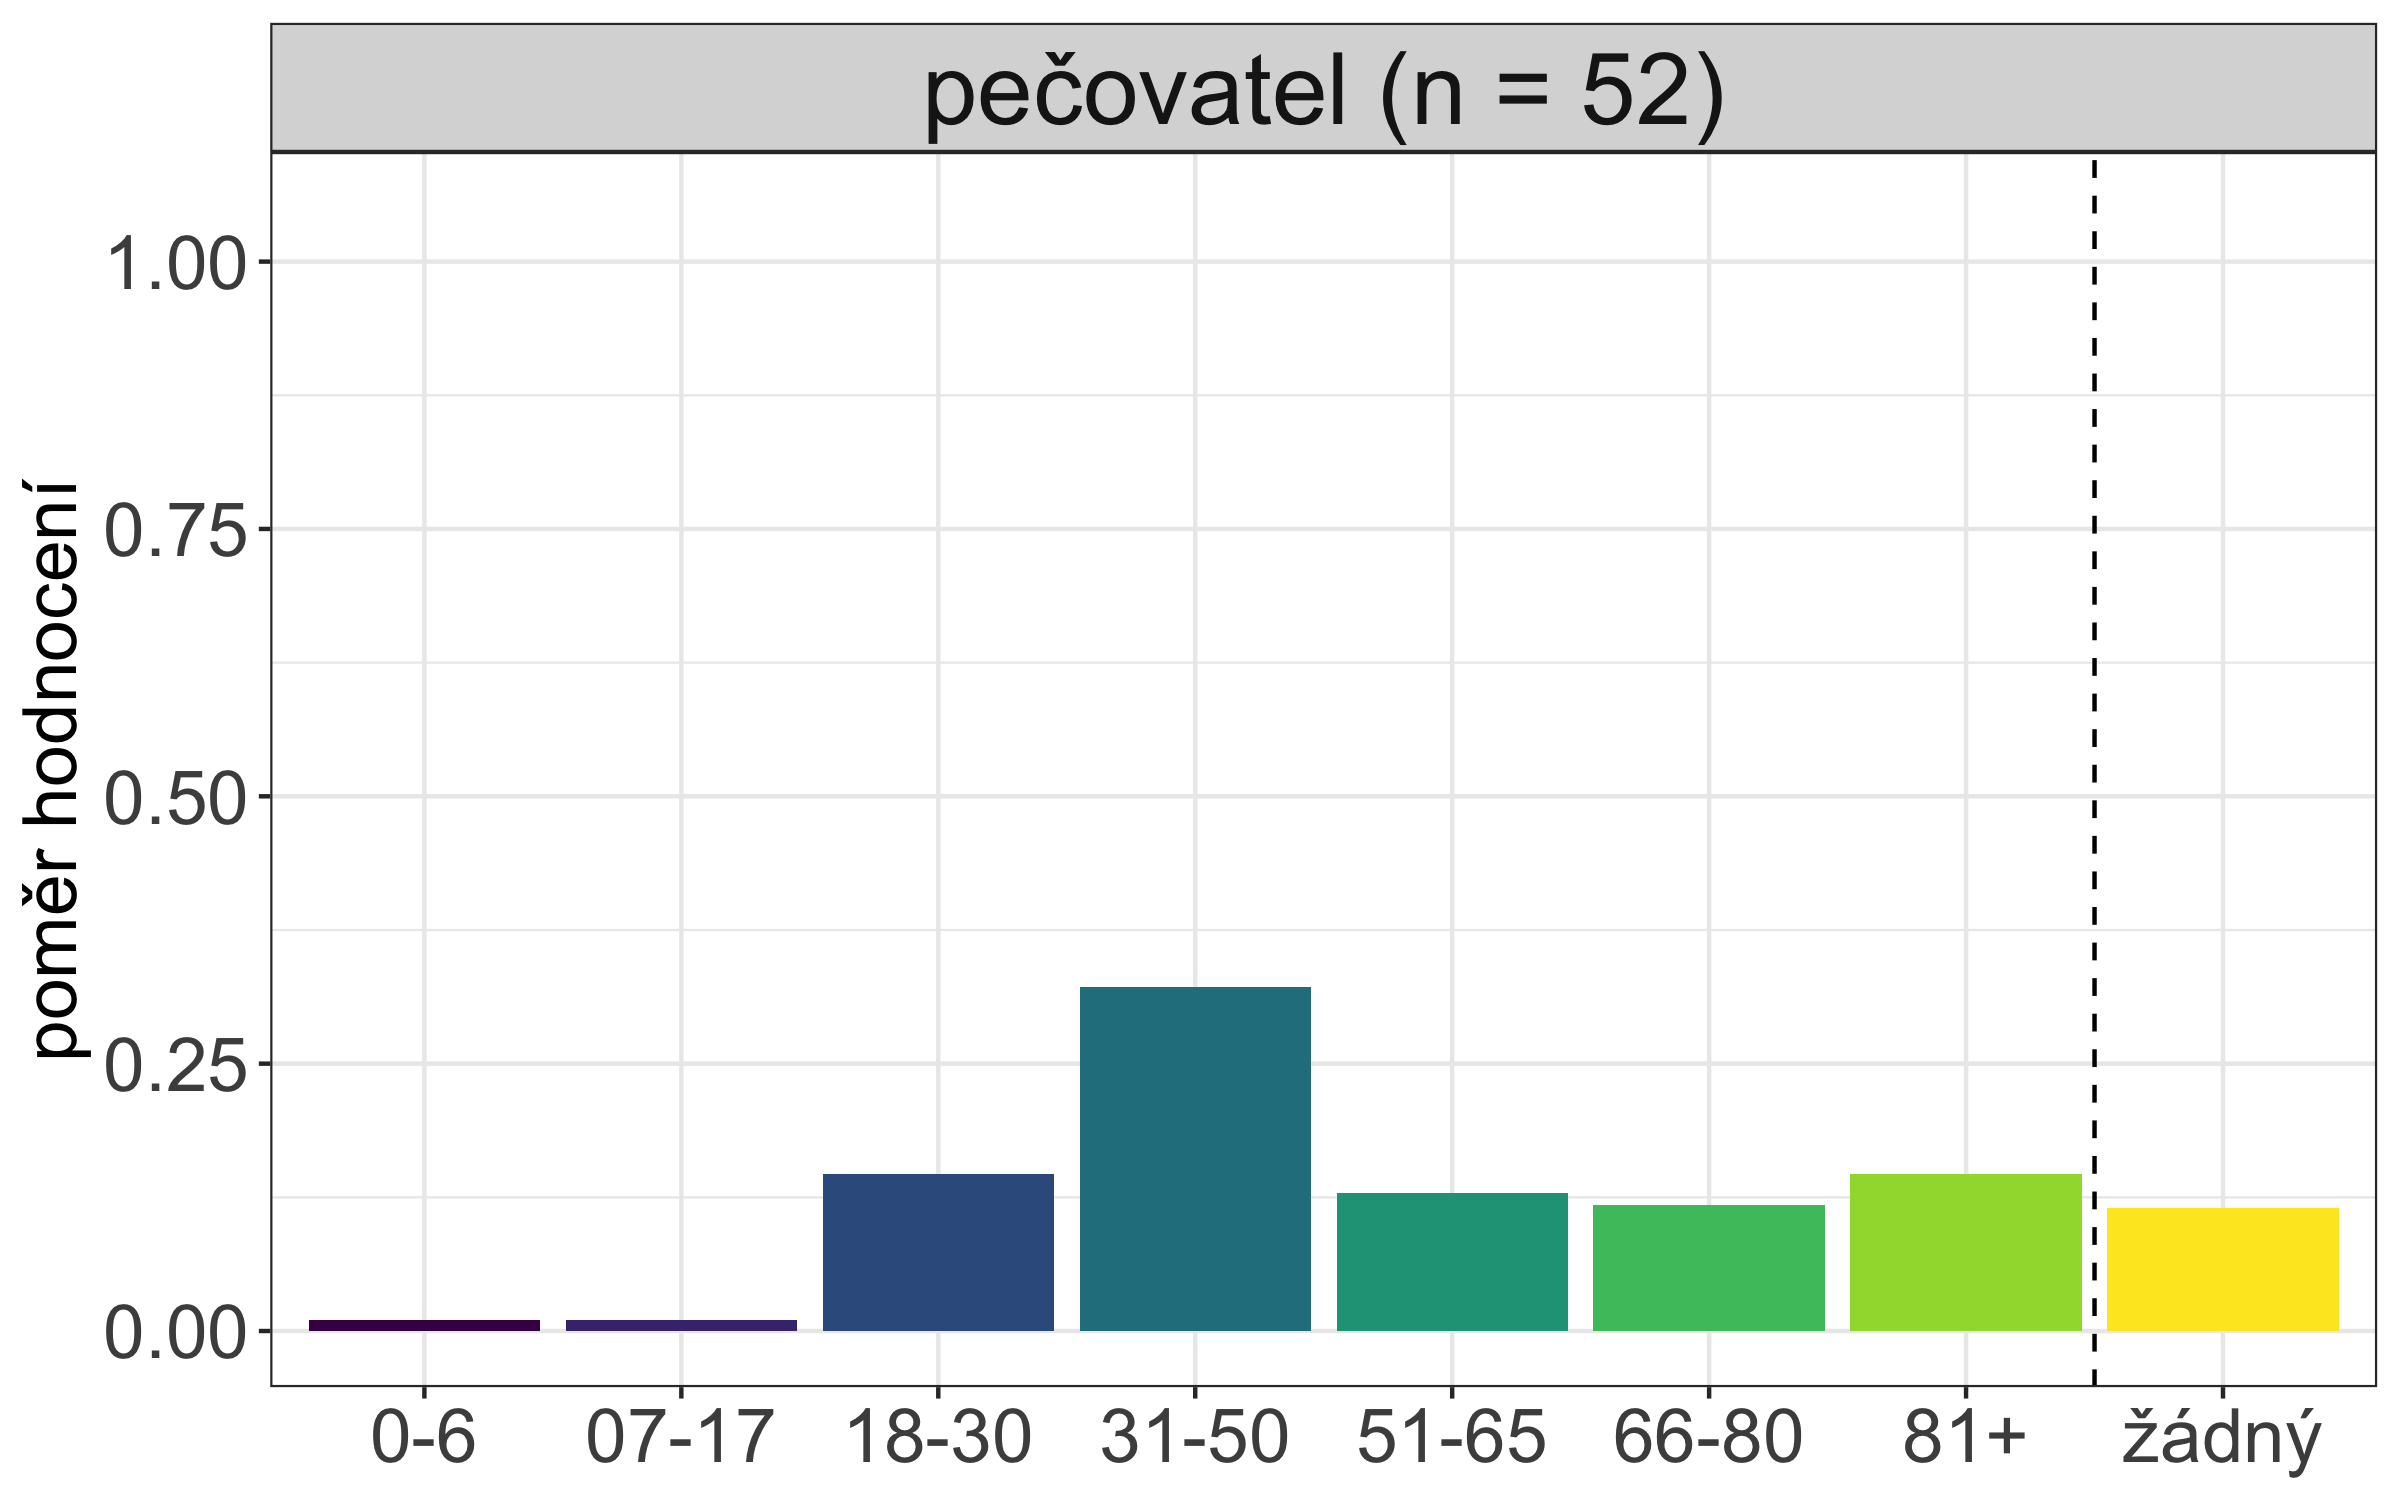 pečovatel (n = 52)
poměr hodnocení
1.00
0.75
0.50
0.25
0.00
0-6 07-17 18-30 31-50 51-65 66-80 81+ žádný